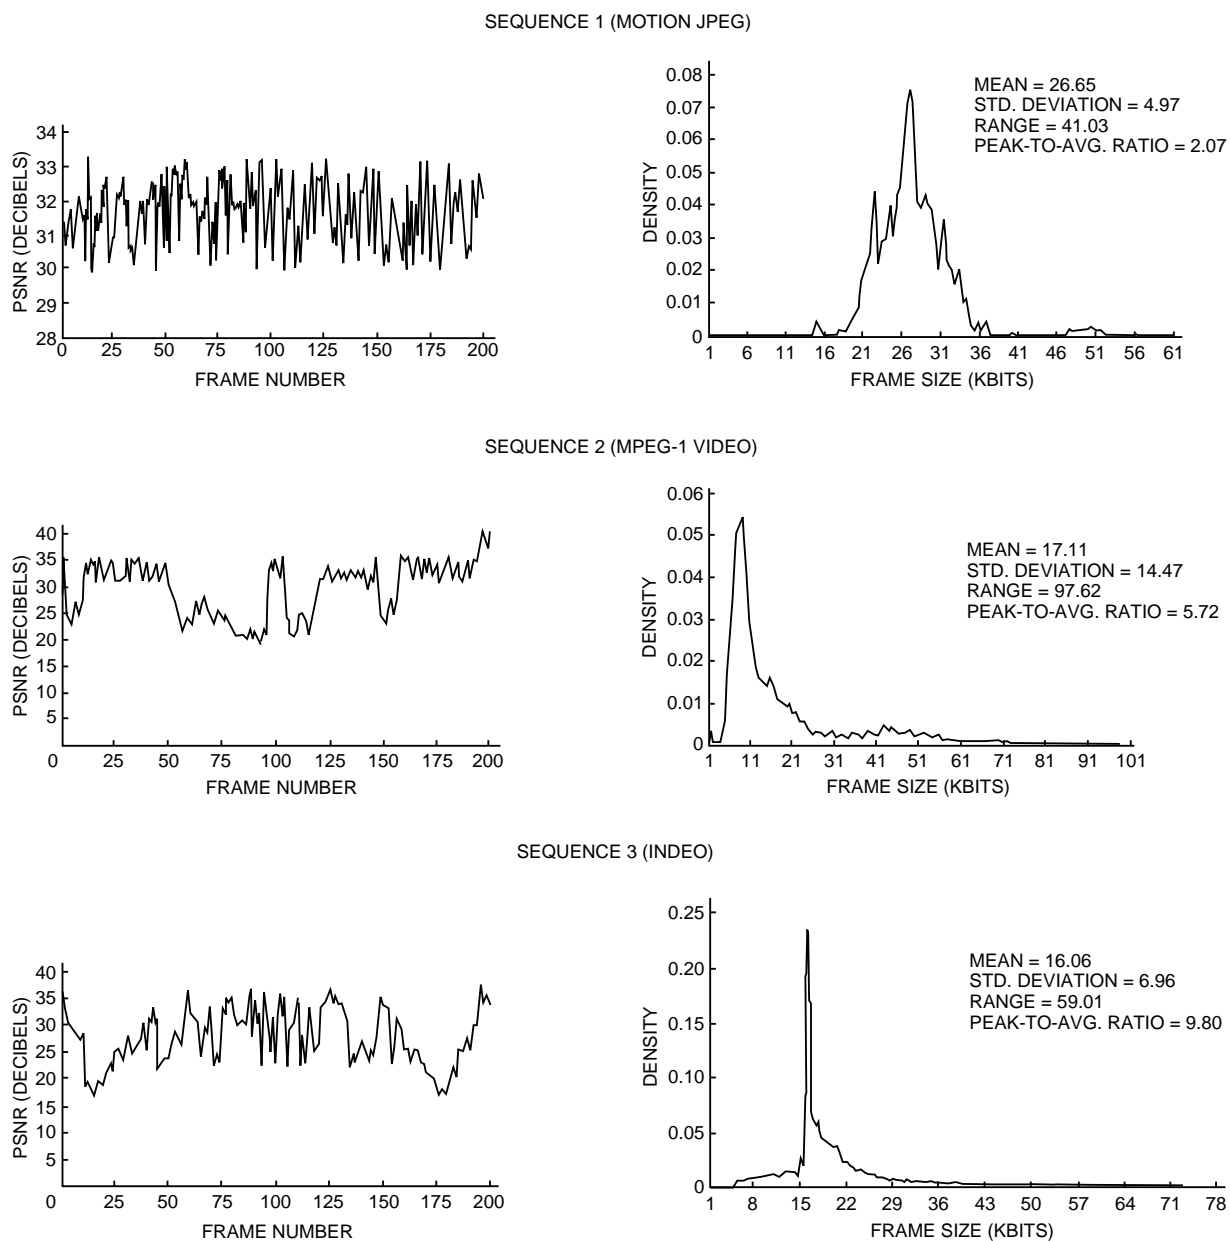 SEQUENCE 1 (MOTION JPEG)
PSNR (DECIBELS)
34
33
32
31
30
29
28
0 25 50 75 100 125 150 175 200
FRAME NUMBER
DENSITY
0.08
0.07
0.06
0.05
0.04
0.03
0.02
0.01
0
1 6 11 16 21 26 31 36 41 46 51 56 61
FRAME SIZE (KBITS)
MEAN = 26.65
STD. DEVIATION = 4.97
RANGE = 41.03
PEAK-TO-AVG. RATIO = 2.07
SEQUENCE 2 (MPEG-1 VIDEO)
PSNR (DECIBELS)
40
35
30
25
20
15
10
5
0 25 50 75 100 125 150 175 200
FRAME NUMBER
DENSITY
0.06
0.05
0.04
0.03
0.02
0.01
0
1 11 21 31 41 51 61 71 81 91 101
FRAME SIZE (KBITS)
MEAN = 17.11
STD. DEVIATION = 14.47
RANGE = 97.62
PEAK-TO-AVG. RATIO = 5.72
SEQUENCE 3 (INDEO)
PSNR (DECIBELS)
40
35
30
25
20
15
10
5
0 25 50 75 100 125 150 175 200
FRAME NUMBER
DENSITY
0.25
0.20
0.15
0.10
0.05
0
1 8 15 22 29 36 43 50 57 64 71 78
FRAME SIZE (KBITS)
MEAN = 16.06
STD. DEVIATION = 6.96
RANGE = 59.01
PEAK-TO-AVG. RATIO = 9.80